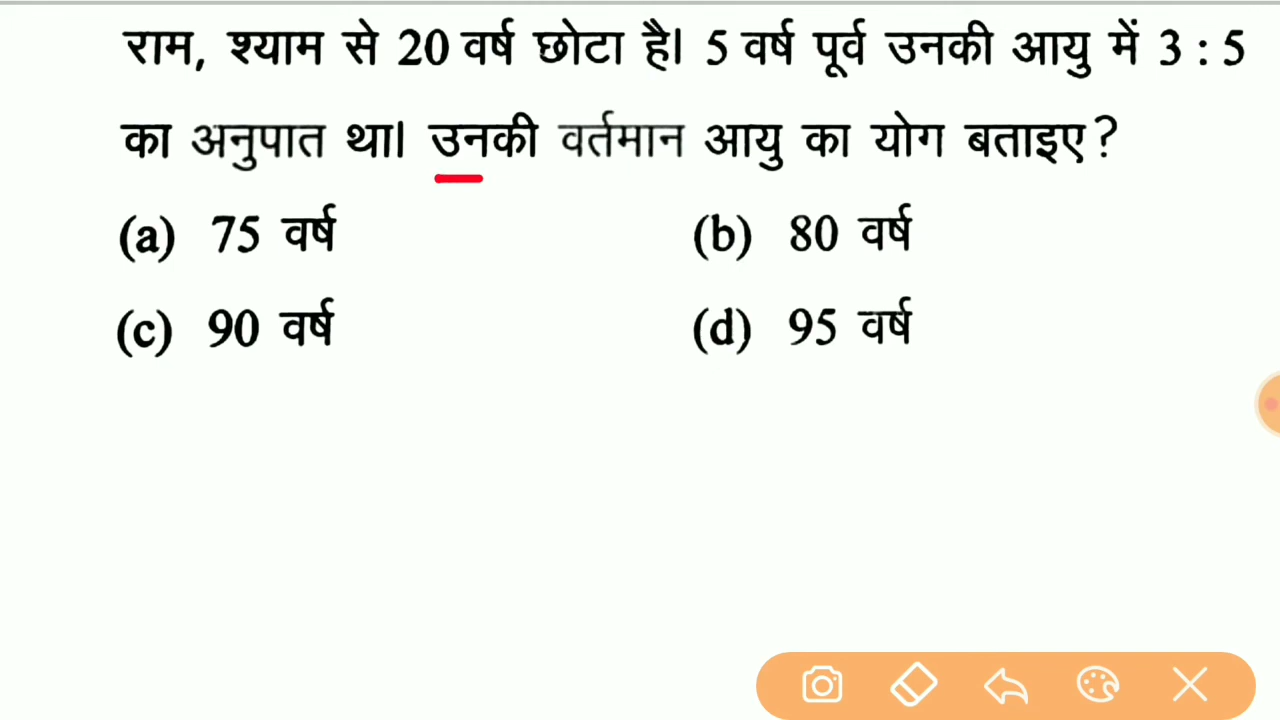 राम, श्याम से 20 वर्ष छोटा है। 5 वर्ष पूर्व उनकी आयु में 3 : 5
का अनुपात था। उनकी वर्तमान आयु का योग बताइए?
(a) 75 वर्ष (b) 80 वर्ष
(c) 90 वर्ष (d) 95 वर्ष